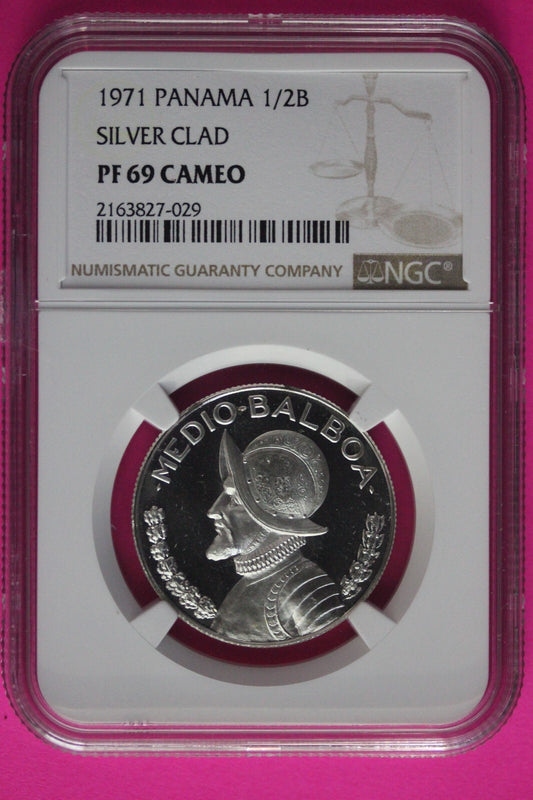 1971 PANAMA 1/2B
SILVER CLAD
PF 69 CAMEO
2163827-029
NUMISMATIC GUARANTY COMPANY
NGC®
·MEDIO·BALBOA·